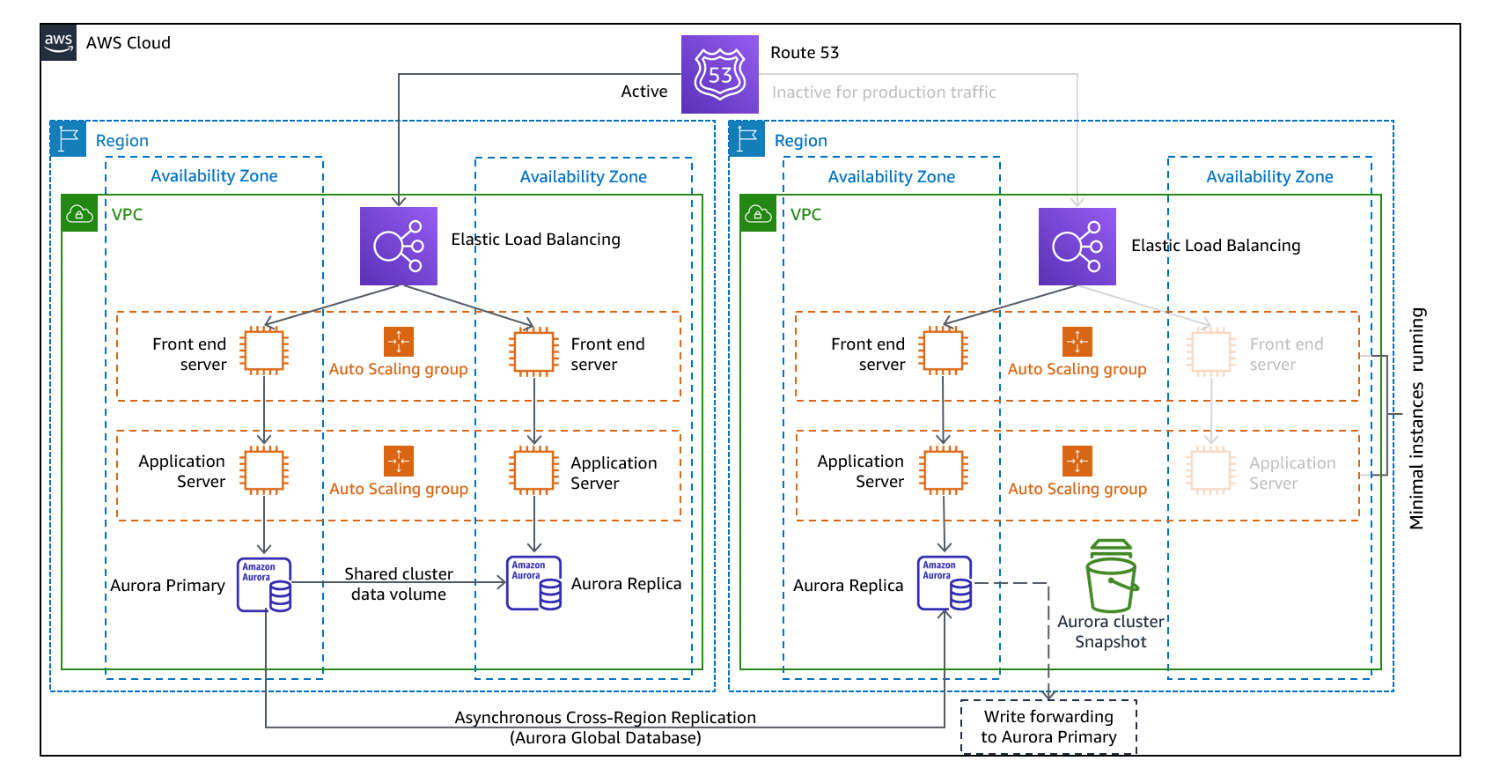 aws
AWS Cloud
53
Route 53
Active
Inactive for production traffic
Region
Availability Zone
Availability Zone
VPC
Elastic Load Balancing
Front end
server
Auto Scaling group
Front end
server
Application
Server
Auto Scaling group
Application
Server
Aurora Primary
Amazon
Aurora
Shared cluster
data volume
Amazon
Aurora
Aurora Replica
Region
Availability Zone
Availability Zone
VPC
Elastic Load Balancing
Front end
server
Auto Scaling group
Front end
server
Application
Server
Auto Scaling group
Application
Server
Minimal instances running
Aurora Replica
Amazon
Aurora
Aurora cluster
Snapshot
Asynchronous Cross-Region Replication
(Aurora Global Database)
Write forwarding
to Aurora Primary